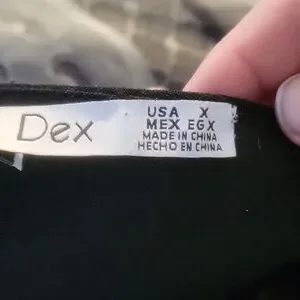 Dex
USA X
MEX EGX
MADE IN CHINA
HECHO EN CHINA